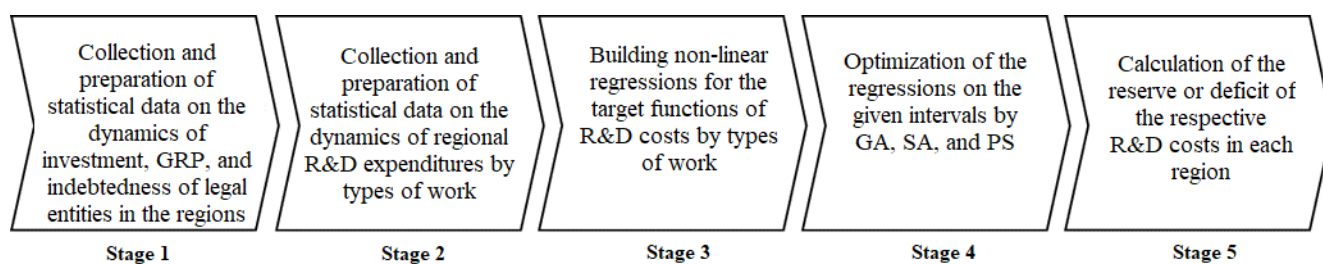 Collection and
preparation of
statistical data on the
dynamics of
investment, GRP, and
indebtedness of legal
entities in the regions
Stage 1
Collection and
preparation of
statistical data on the
dynamics of regional
R&D expenditures by
types of work
Stage 2
Building non-linear
regressions for the
target functions of
R&D costs by types
of work
Stage 3
Optimization of the
regressions on the
given intervals by
GA, SA, and PS
Stage 4
Calculation of the
reserve or deficit of
the respective
R&D costs in each
region
Stage 5